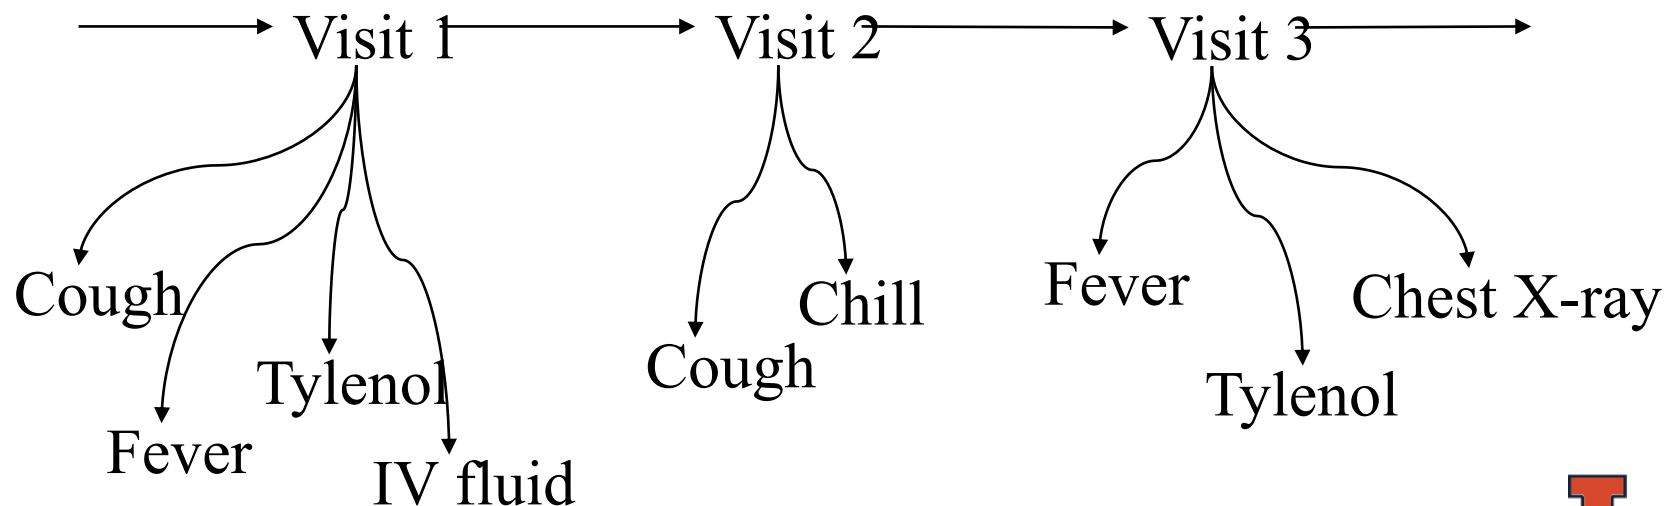 Visit 1
Visit 2
Visit 3
Cough
Fever
Tylenol
IV fluid
Cough
Chill
Fever
Tylenol
Chest X-ray